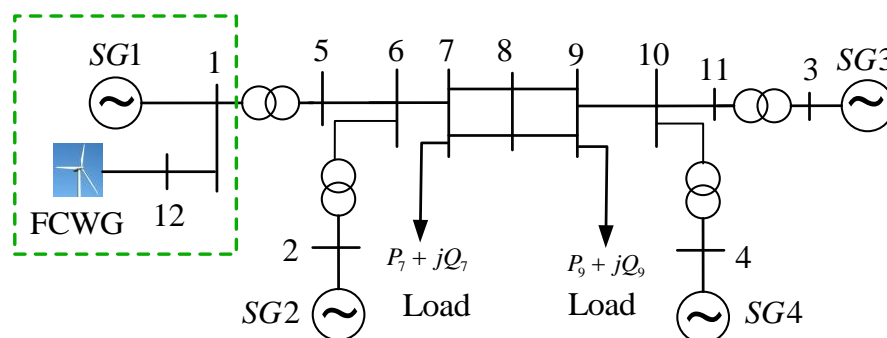 SG1
1
5
6
7
8
9
10
11
3
SG3
FCWG
12
2
P₇ + jQ₇
P₉ + jQ₉
4
Load
Load
SG2
SG4